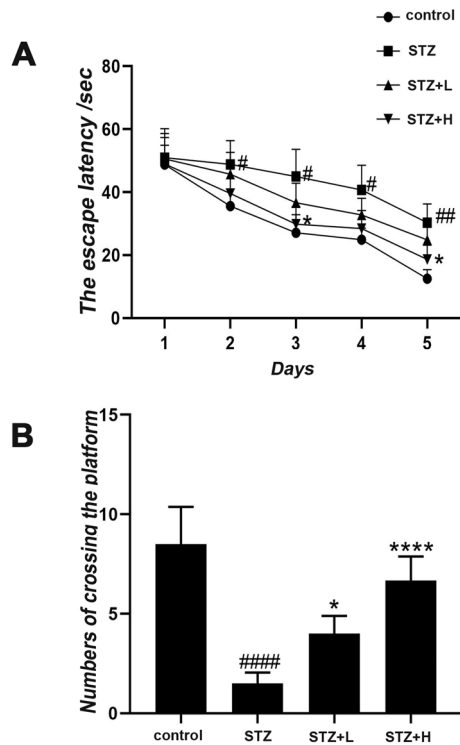 control
STZ
STZ+L
STZ+H
A
The escape latency /sec
80
60
40
20
0
#
#
#
##
*
*
1 2 3 4 5
Days
B
Numbers of crossing the platform
15
10
5
0
####
*
****
control STZ STZ+L STZ+H